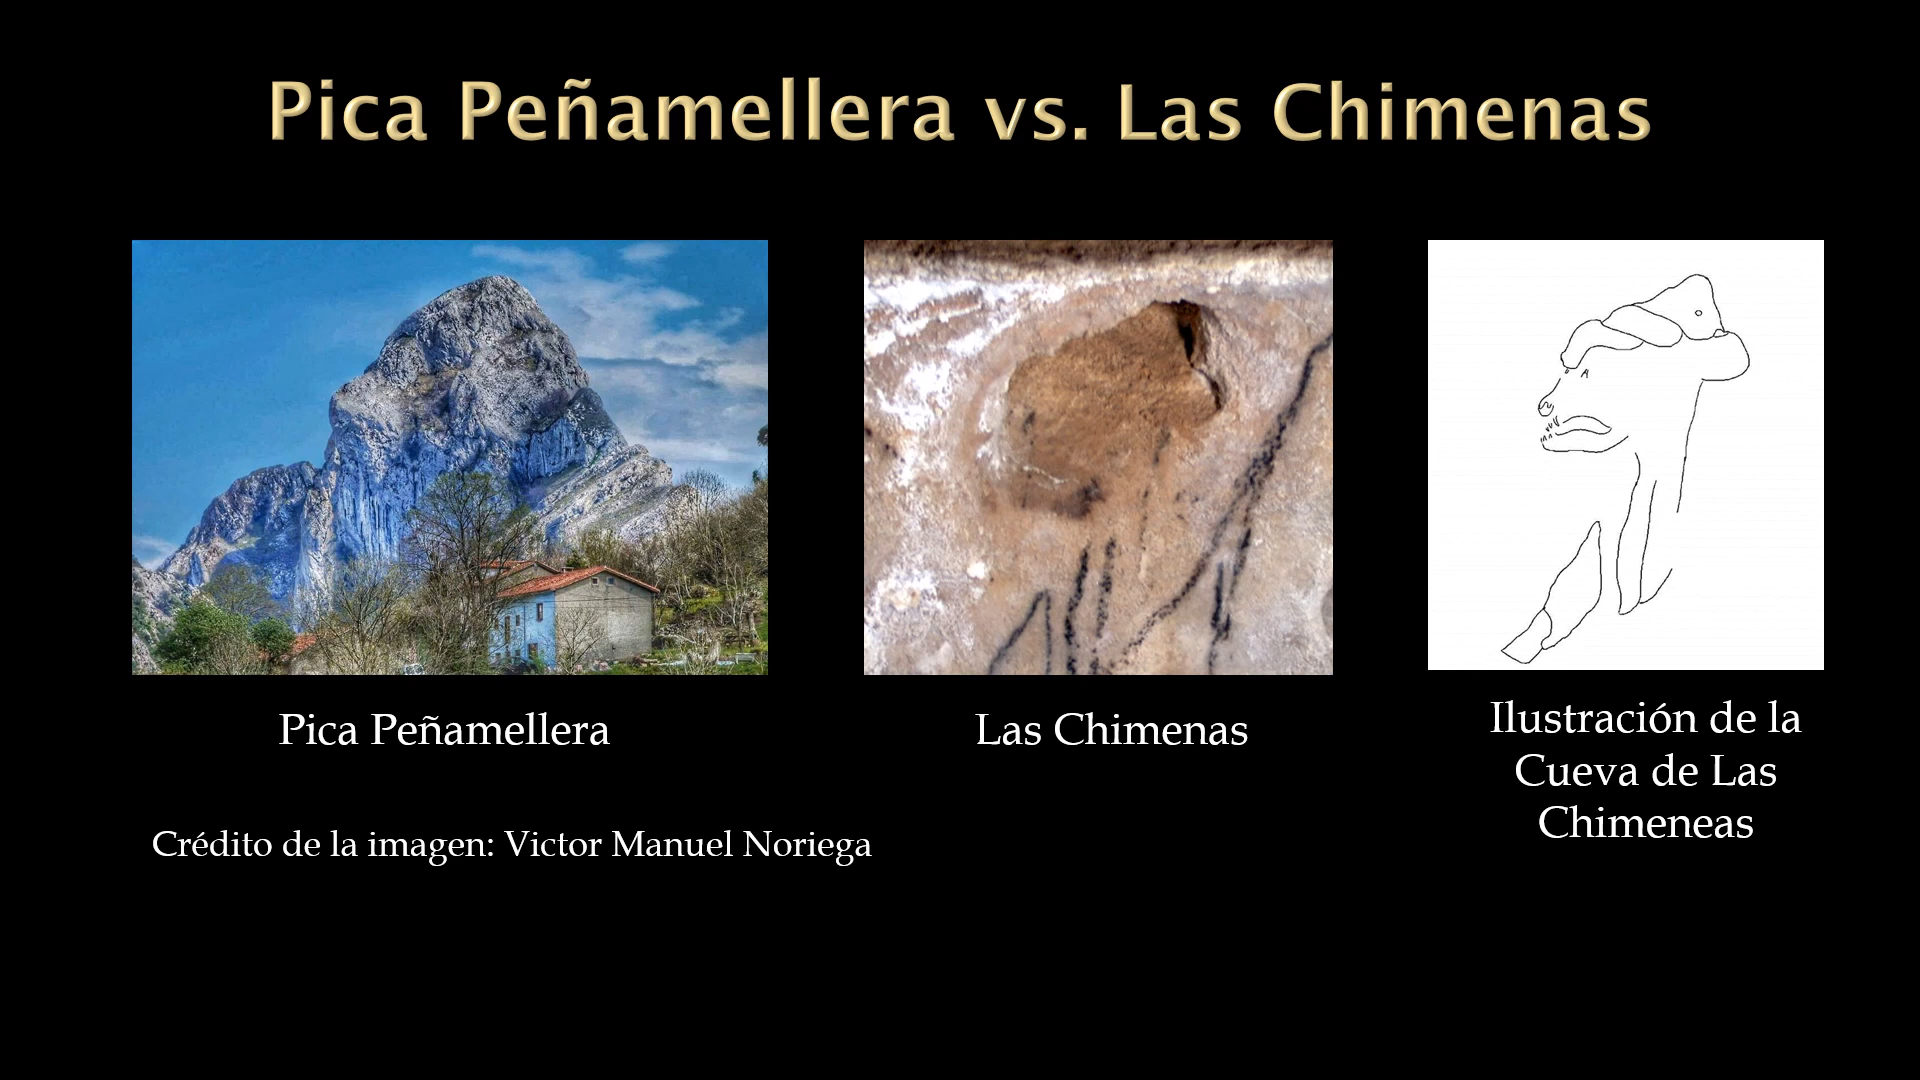 Pica Peñamellera vs. Las Chimenas
Pica Peñamellera
Las Chimenas
Ilustración de la
Cueva de Las
Chimeneas
Crédito de la imagen: Victor Manuel Noriega